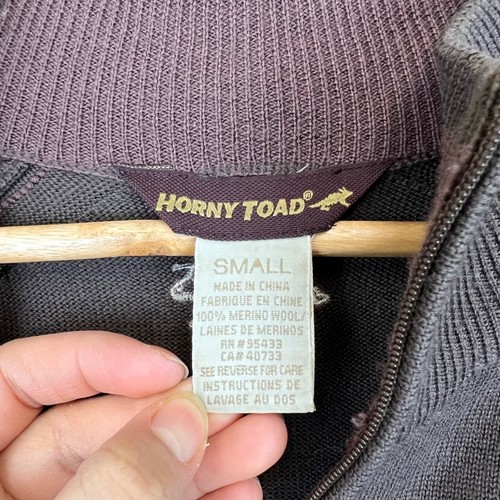 HORNY TOAD®
SMALL
MADE IN CHINA
FABRIQUE EN CHINE
100% MERINO WOOL/
LAINES DE MERINOS
RN#95433
CA# 40733
SEE REVERSE FOR CARE
INSTRUCTIONS DE
LAVAGE AU DOS